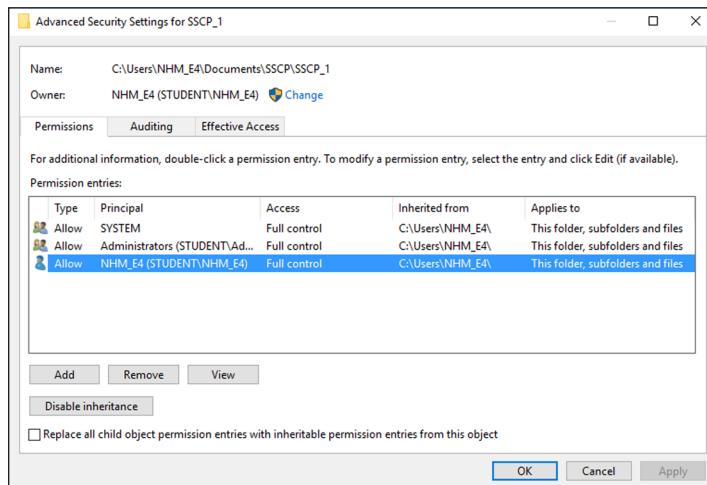 Advanced Security Settings for SSCP_1
Name: C:\Users\NHM_E4\Documents\SSCP\SSCP_1
Owner: NHM_E4 (STUDENT\NHM_E4) Change
Permissions Auditing Effective Access
For additional information, double-click a permission entry. To modify a permission entry, select the entry and click Edit (if available).
Permission entries:
Type Principal Access Inherited from Applies to
Allow SYSTEM Full control C:\Users\NHM_E4\ This folder, subfolders and files
Allow Administrators (STUDENT\Ad... Full control C:\Users\NHM_E4\ This folder, subfolders and files
Allow NHM_E4 (STUDENT\NHM_E4) Full control C:\Users\NHM_E4\ This folder, subfolders and files
Add Remove View
Disable inheritance
Replace all child object permission entries with inheritable permission entries from this object
OK Cancel Apply